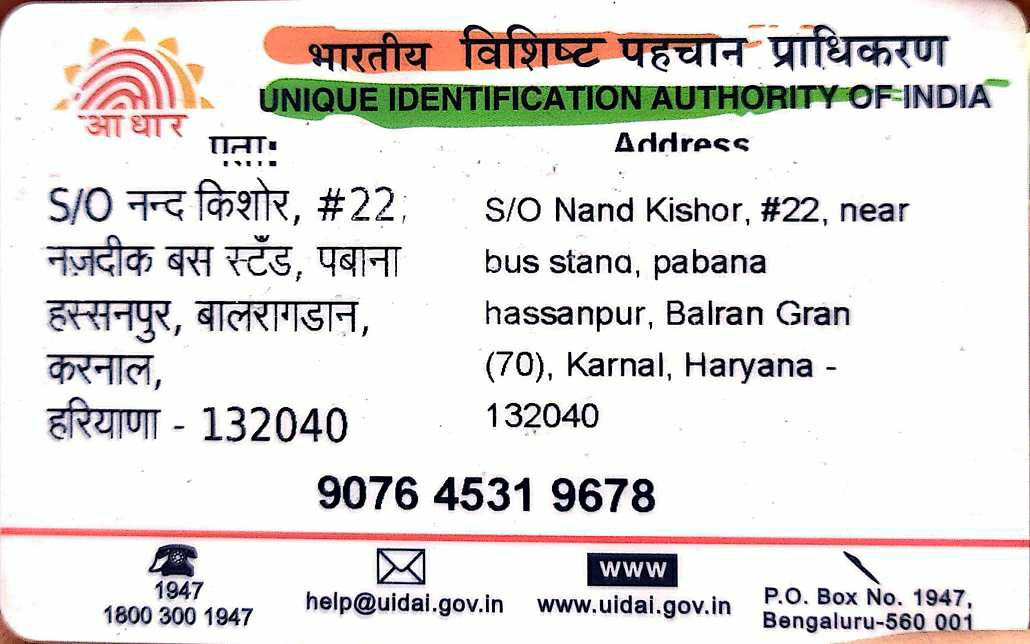 भारतीय विशिष्ट पहचान प्राधिकरण
UNIQUE IDENTIFICATION AUTHORITY OF INDIA
आधार
पता:
S/O नन्द किशोर, #22,
नज़दीक बस स्टँड, पबाना
हस्सनपुर, बालरागडान,
करनाल,
हरियाणा - 132040
Address
S/O Nand Kishor, #22, near
bus stand, pabana
hassanpur, Balran Gran
(70), Karnal, Haryana -
132040
9076 4531 9678
1947
1800 300 1947
help@uidai.gov.in
www
www.uidai.gov.in
P.O. Box No. 1947,
Bengaluru-560 001